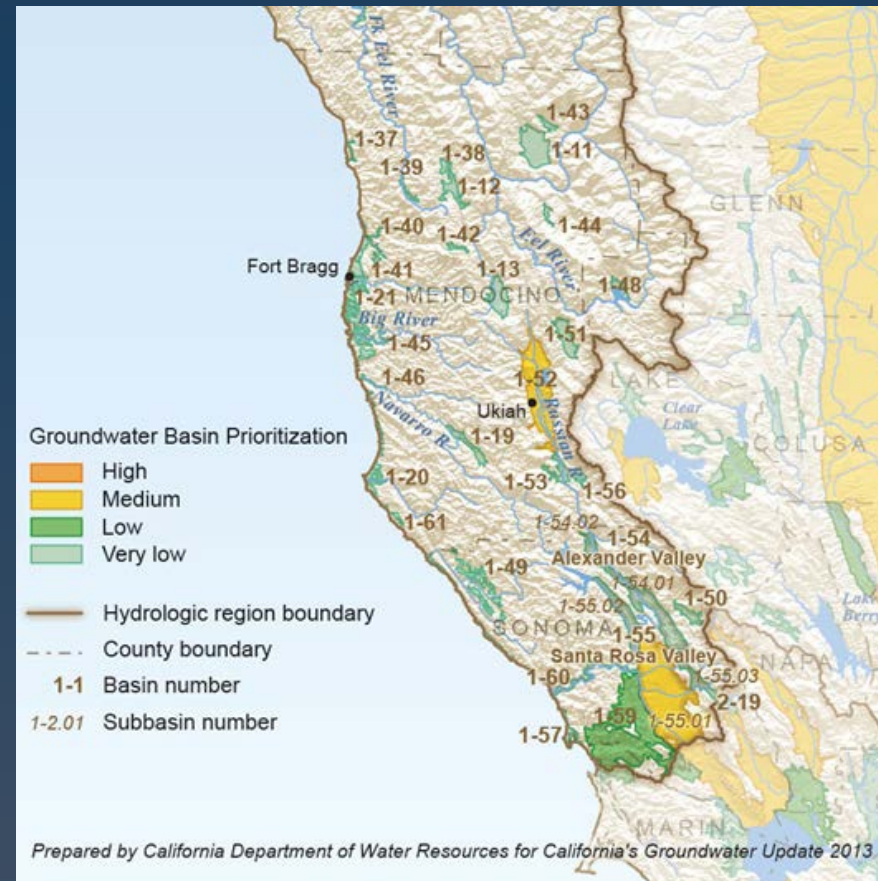 Fk Eel River
1-43
1-37
1-38
1-11
1-39
1-12
GLENN
1-44
1-40
1-42
Eel River
Fort Bragg
1-41
1-13
1-48
1-21
MENDOCINO
Big River
1-51
1-45
1-46
1-52
LAKE
Ukiah
Russian R.
Clear
Lake
Navarro R.
COLUSA
Groundwater Basin Prioritization
High
Medium
Low
Very low
1-19
1-20
1-53
1-56
1-61
1-54.02
1-54
Alexander Valley
1-49
1-54.01
1-50
1-55.02
Lake
Berry
SONOMA
1-55
Santa Rosa Valley
NAPA
1-60
1-55.03
2-19
1-59
1-55.01
1-57
Hydrologic region boundary
County boundary
1-1 Basin number
1-2.01 Subbasin number
MARIN
Prepared by California Department of Water Resources for California's Groundwater Update 2013